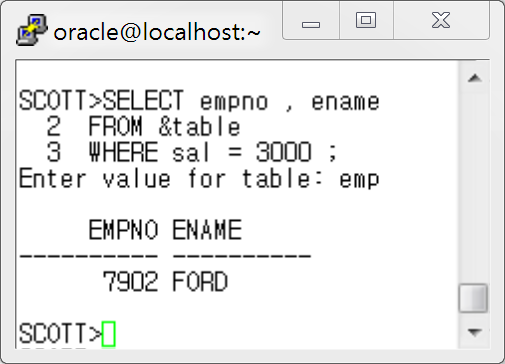 oracle@localhost:~
SCOTT>SELECT empno , ename
  2  FROM &table
  3  WHERE sal = 3000 ;
Enter value for table: emp
     EMPNO ENAME
---------- ----------
      7902 FORD
SCOTT>